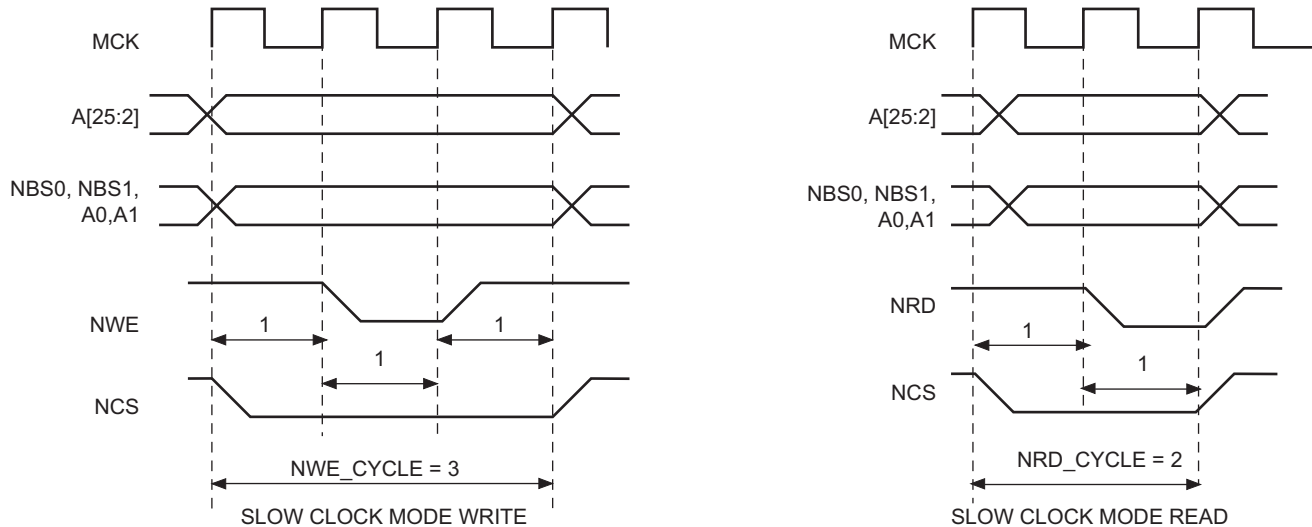 MCK
A[25:2]
NBS0, NBS1,
A0,A1
NWE
1
1
1
NCS
NWE_CYCLE = 3
SLOW CLOCK MODE WRITE
MCK
A[25:2]
NBS0, NBS1,
A0,A1
NRD
1
1
NCS
NRD_CYCLE = 2
SLOW CLOCK MODE READ